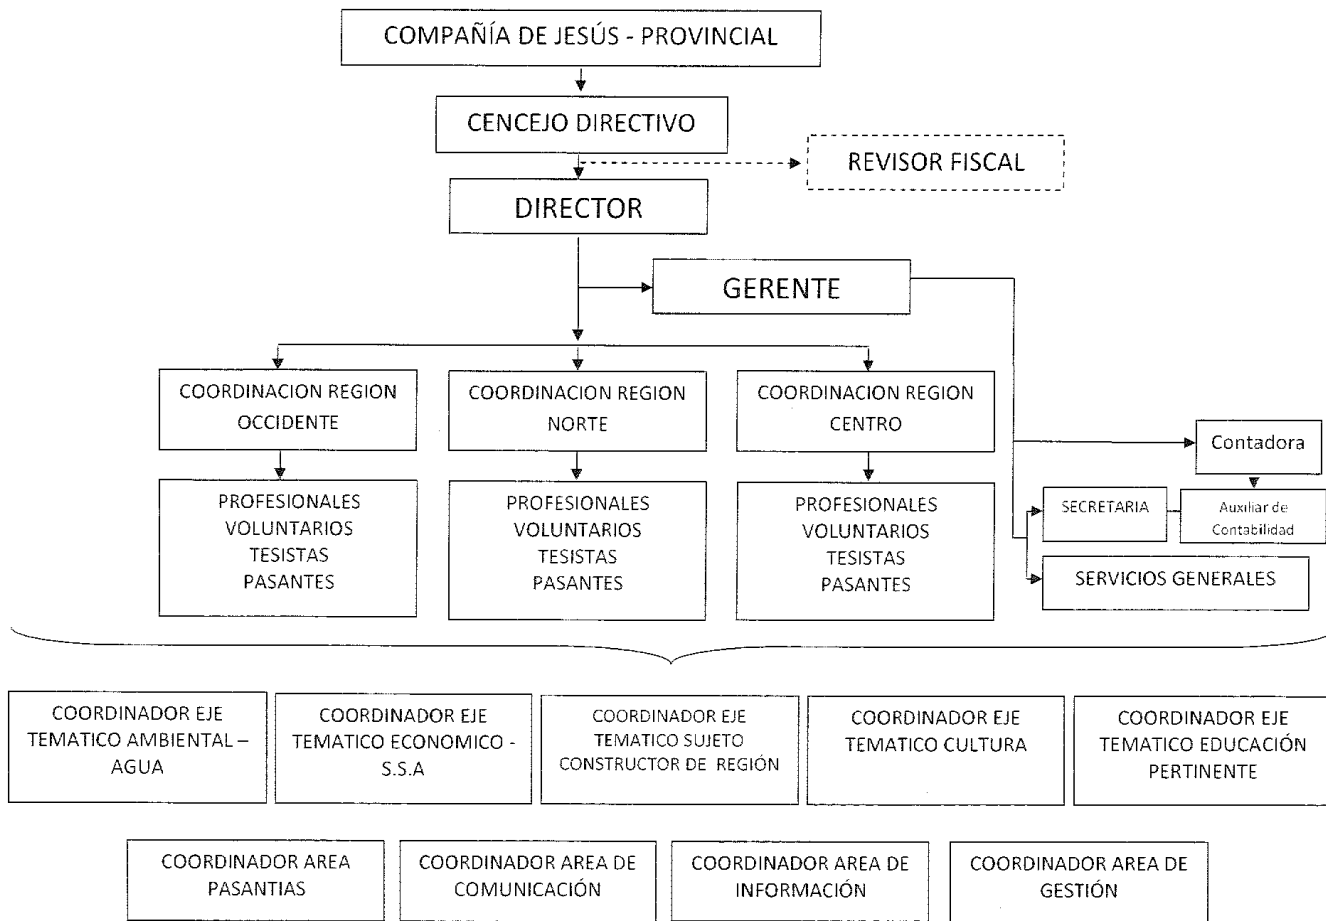 COMPAÑÍA DE JESÚS - PROVINCIAL
CENCEJO DIRECTIVO
REVISOR FISCAL
DIRECTOR
GERENTE
COORDINACION REGION
OCCIDENTE
COORDINACION REGION
NORTE
COORDINACION REGION
CENTRO
Contadora
PROFESIONALES
VOLUNTARIOS
TESISTAS
PASANTES
PROFESIONALES
VOLUNTARIOS
TESISTAS
PASANTES
PROFESIONALES
VOLUNTARIOS
TESISTAS
PASANTES
SECRETARIA
Auxiliar de
Contabilidad
SERVICIOS GENERALES
COORDINADOR EJE
TEMATICO AMBIENTAL –
AGUA
COORDINADOR EJE
TEMATICO ECONOMICO -
S.S.A
COORDINADOR EJE
TEMATICO SUJETO
CONSTRUCTOR DE REGIÓN
COORDINADOR EJE
TEMATICO CULTURA
COORDINADOR EJE
TEMATICO EDUCACIÓN
PERTINENTE
COORDINADOR AREA
PASANTIAS
COORDINADOR AREA DE
COMUNICACIÓN
COORDINADOR AREA DE
INFORMACIÓN
COORDINADOR AREA DE
GESTIÓN